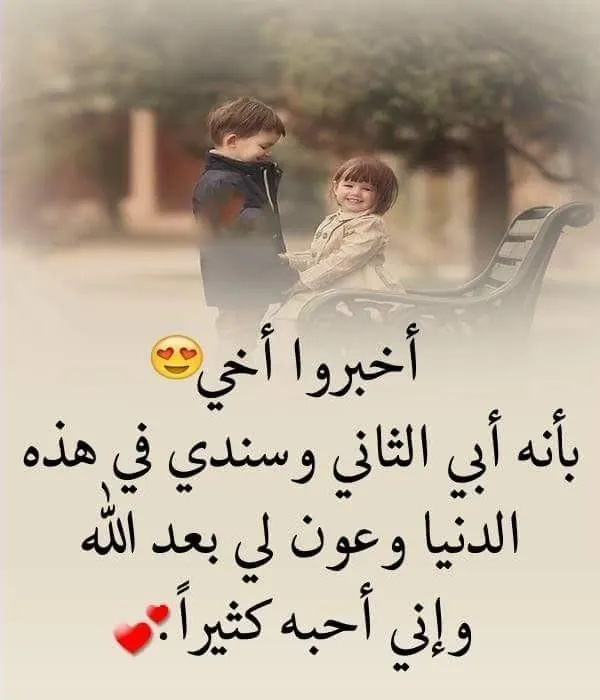 أخبروا أخي😍
بأنه أبي الثاني وسندي في هذه
الدنيا وعون لي بعد الله
وإني أحبه كثيراً.💕